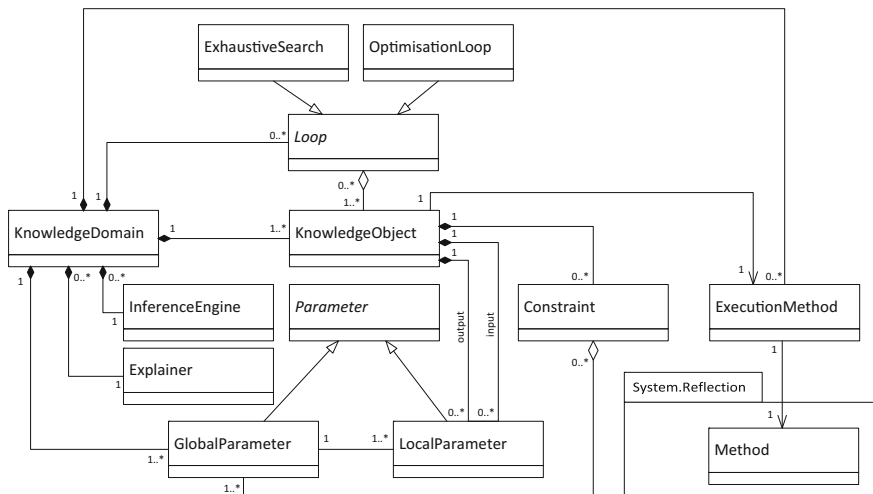 ExhaustiveSearch
OptimisationLoop
Loop
0..*
0..*
1..*
1
1
1
KnowledgeDomain
1
1..*
KnowledgeObject
1
1
1
1
1
0..*
1
0..*
0..*
0..*
InferenceEngine
1
Parameter
Constraint
ExecutionMethod
output
input
Explainer
1
0..*
1
System.Reflection
0..*
0..*
1
GlobalParameter
1
1..*
LocalParameter
Method
1..*
1..*